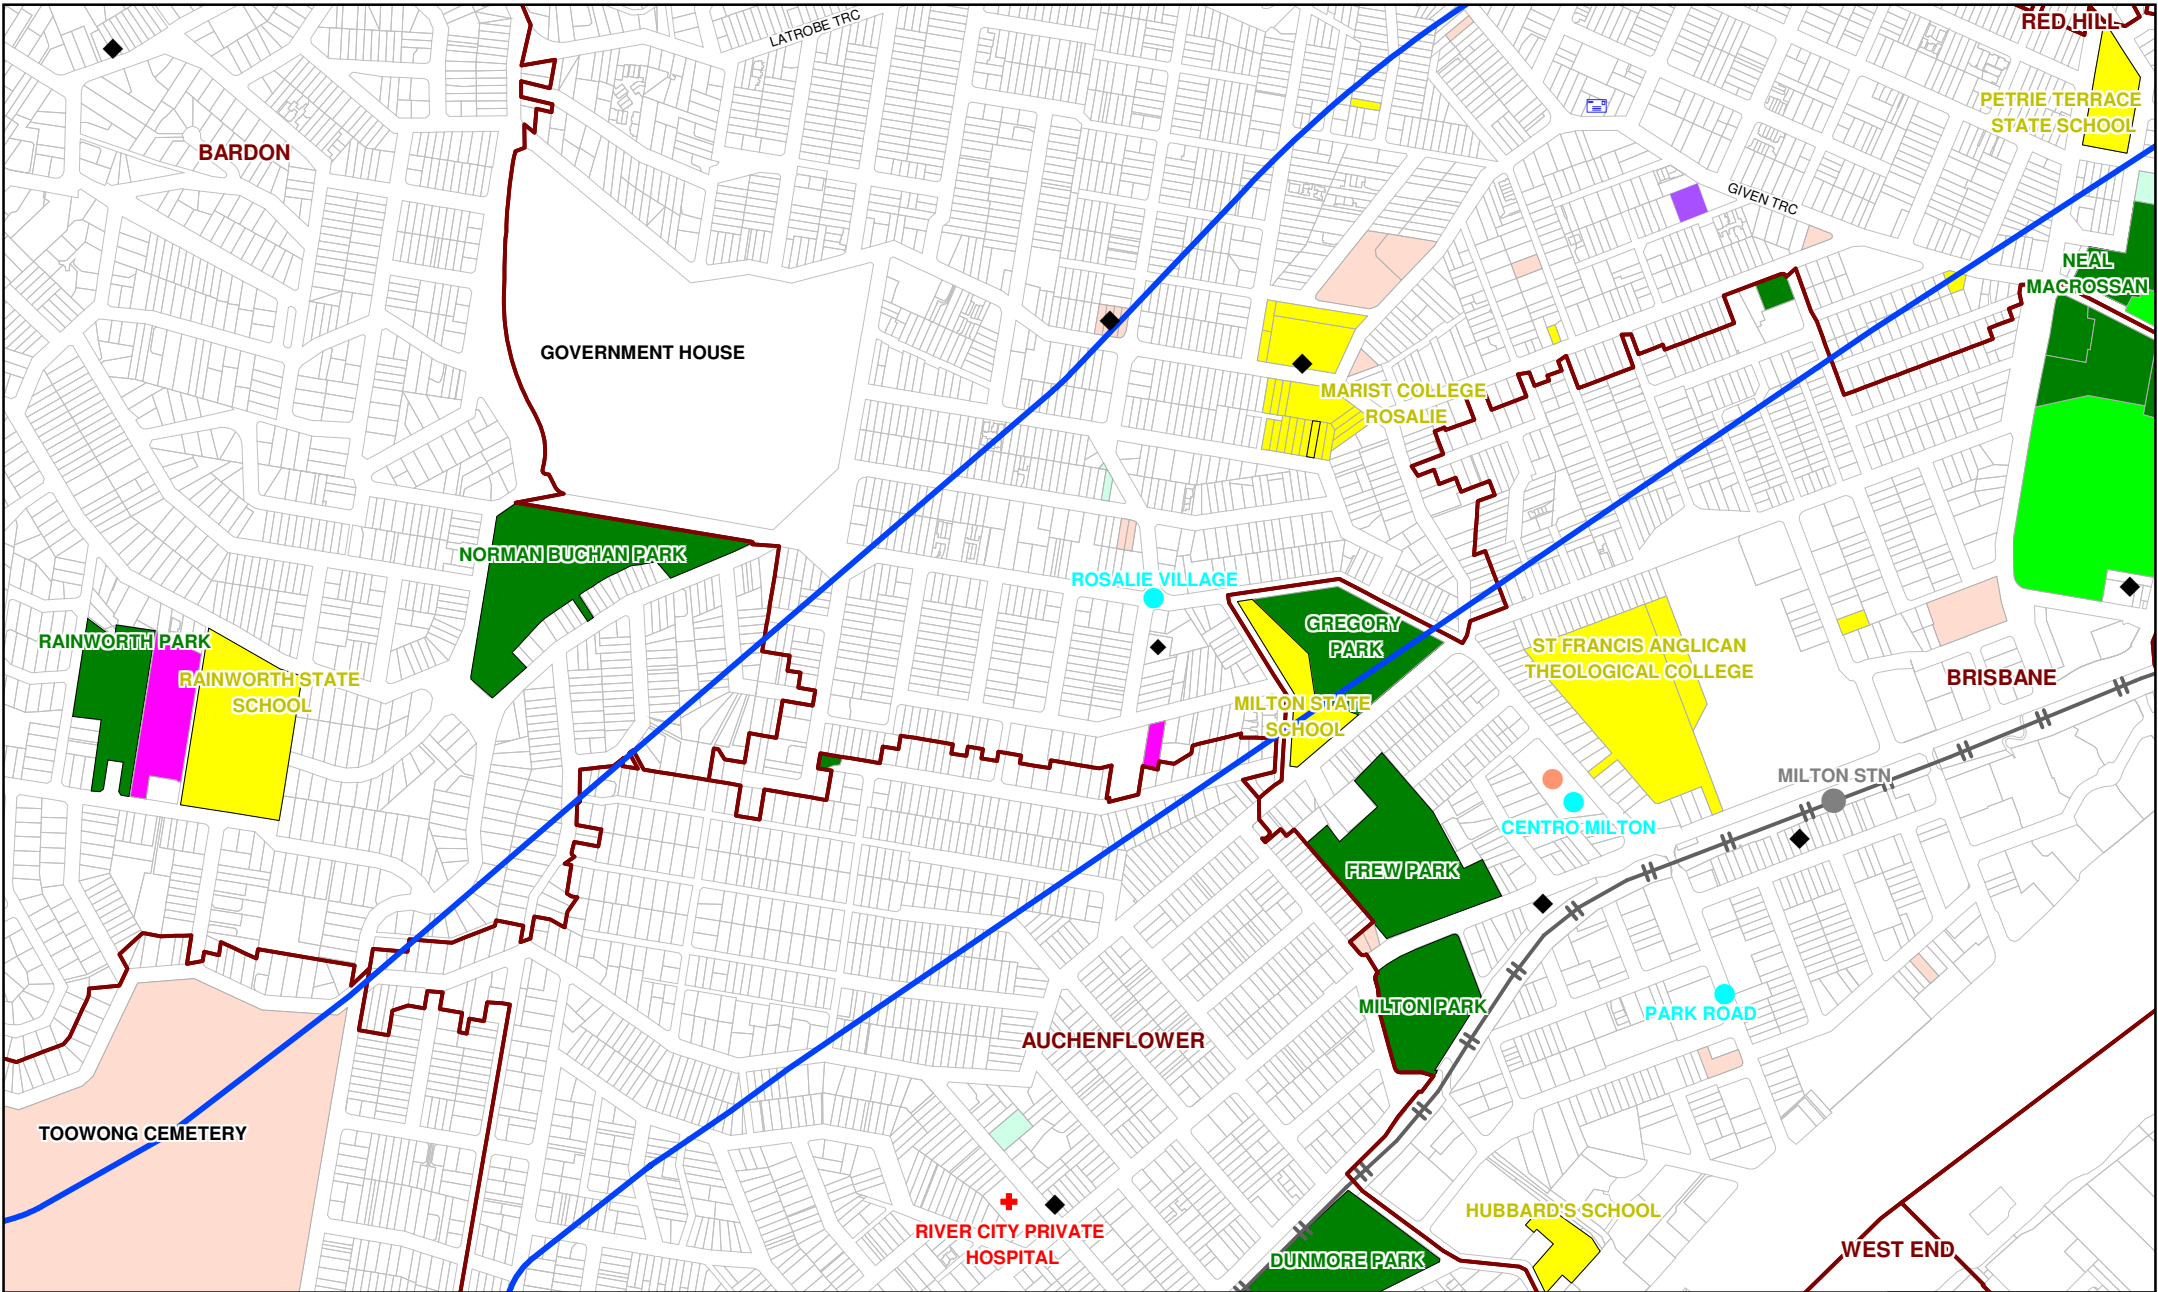 LATROBE TRC
RED HILL
PETRIE TERRACE
STATE SCHOOL
BARDON
GIVEN TRC
NEAL
MACROSSAN
GOVERNMENT HOUSE
MARIST COLLEGE
ROSALIE
NORMAN BUCHAN PARK
ROSALIE VILLAGE
GREGORY
PARK
RAINWORTH PARK
ST FRANCIS ANGLICAN
THEOLOGICAL COLLEGE
RAINWORTH STATE
SCHOOL
BRISBANE
MILTON STATE
SCHOOL
MILTON STN
CENTRO MILTON
FREW PARK
MILTON PARK
PARK ROAD
AUCHENFLOWER
TOOWONG CEMETERY
HUBBARD'S SCHOOL
RIVER CITY PRIVATE
HOSPITAL
WEST END
DUNMORE PARK